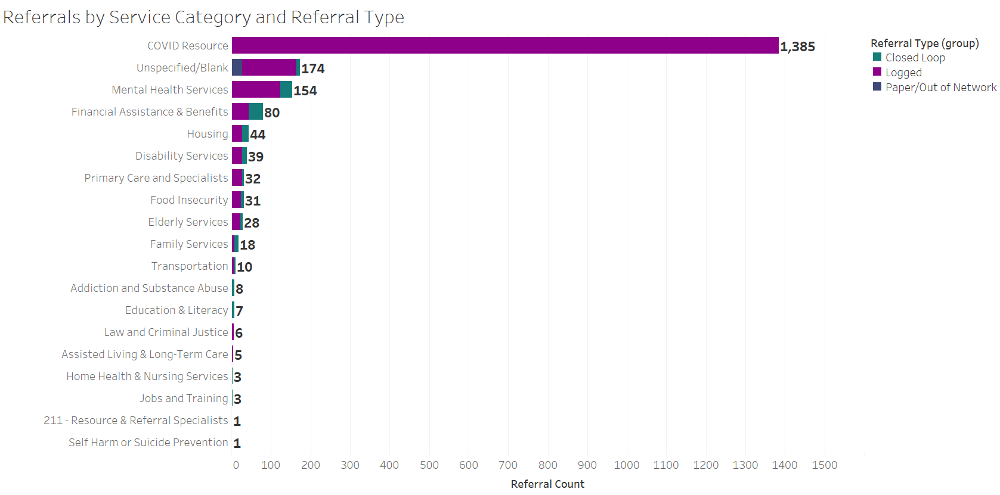 Referrals by Service Category and Referral Type
COVID Resource 1,385
Unspecified/Blank 174
Mental Health Services 154
Financial Assistance & Benefits 80
Housing 44
Disability Services 39
Primary Care and Specialists 32
Food Insecurity 31
Elderly Services 28
Family Services 18
Transportation 10
Addiction and Substance Abuse 8
Education & Literacy 7
Law and Criminal Justice 6
Assisted Living & Long-Term Care 5
Home Health & Nursing Services 3
Jobs and Training 3
211 - Resource & Referral Specialists 1
Self Harm or Suicide Prevention 1
0 100 200 300 400 500 600 700 800 900 1000 1100 1200 1300 1400 1500
Referral Count
Referral Type (group)
Closed Loop
Logged
Paper/Out of Network